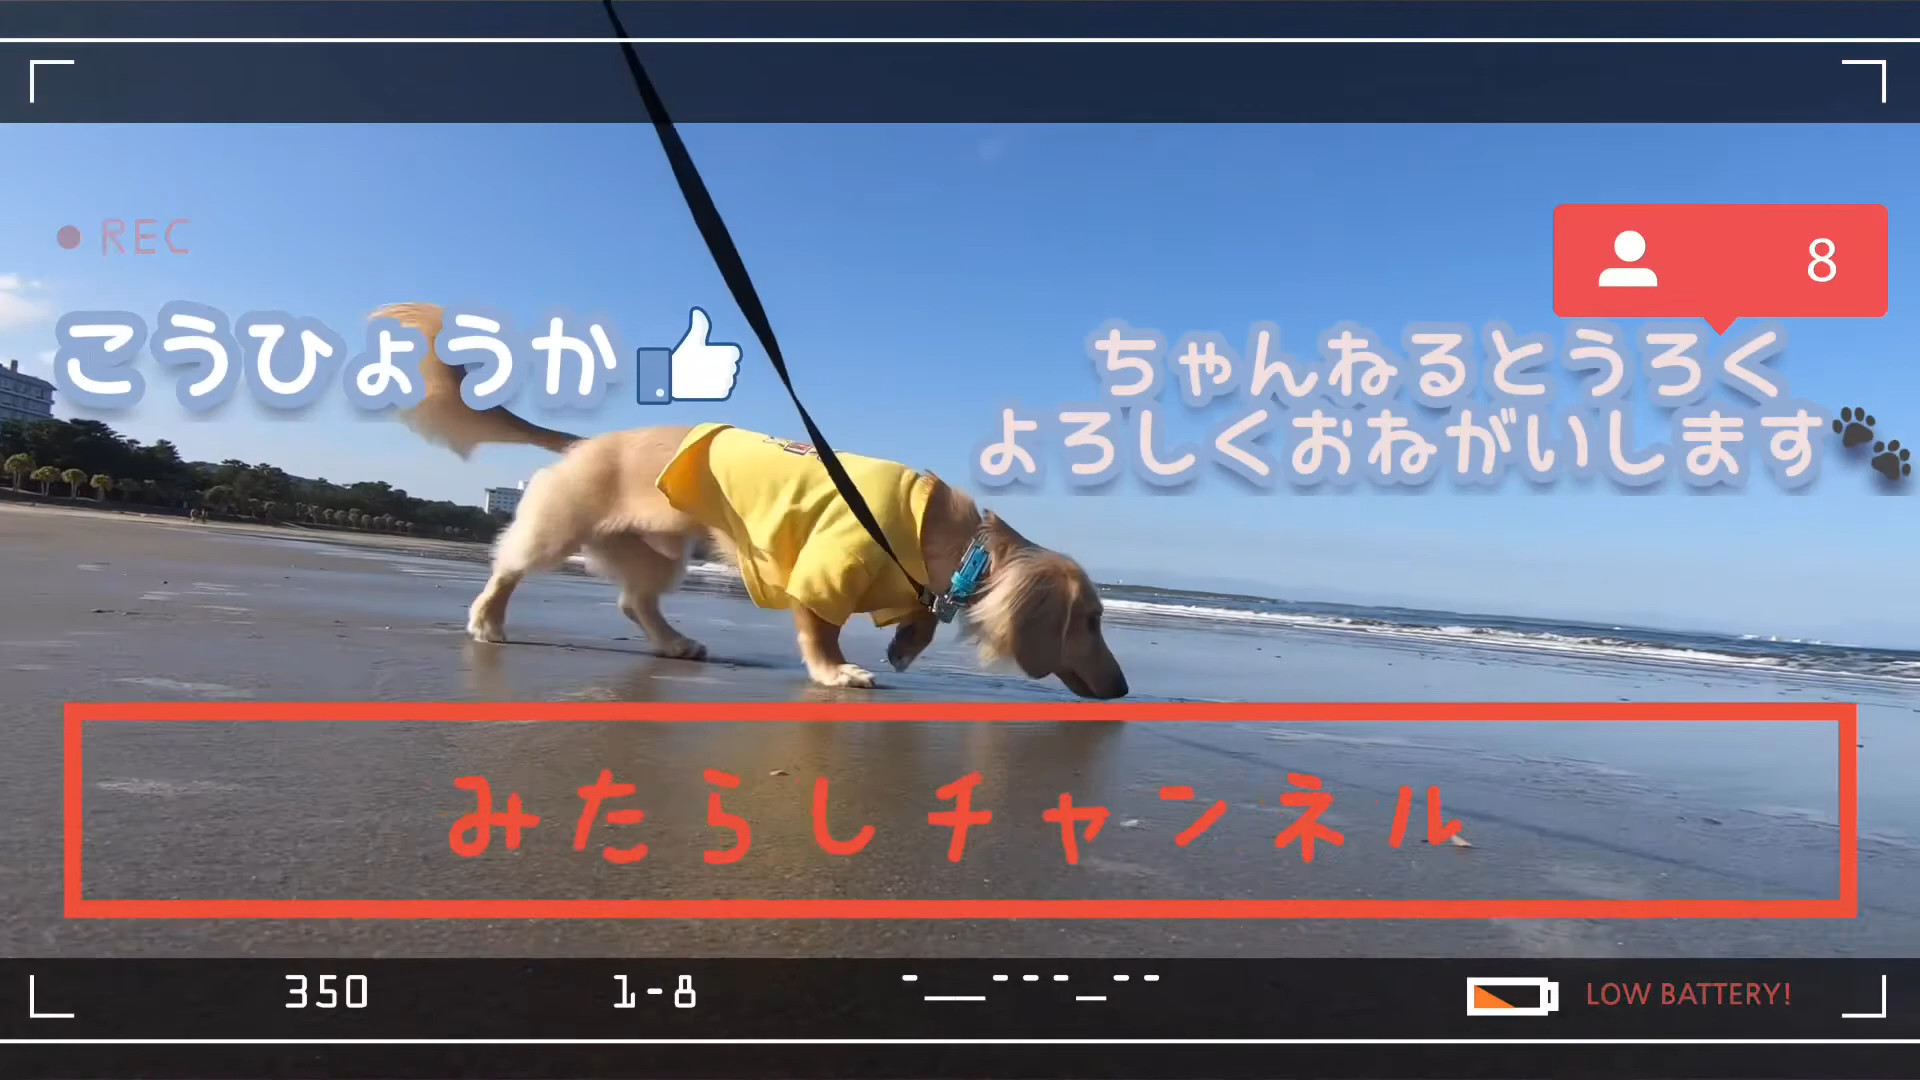 REC
8
こうひょうか
ちゃんねるとうろく
よろしくおねがいします
みたらしチャンネル
350
1-8
LOW BATTERY!